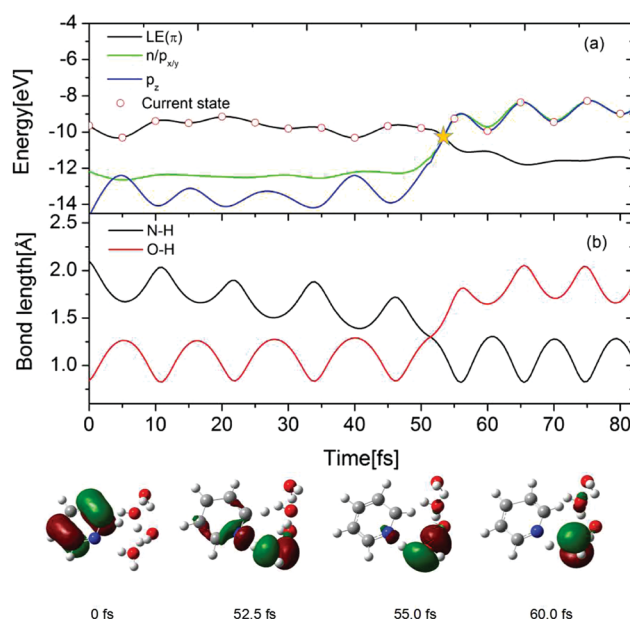 -4
-6
-8
-10
-12
-14
Energy[eV]
(a)
LE(π)
n/pₓ/ᵧ
p_z
Current state
2.5
2.0
1.5
1.0
Bond length[Å]
(b)
N-H
O-H
0 10 20 30 40 50 60 70 80
Time[fs]
0 fs 52.5 fs 55.0 fs 60.0 fs